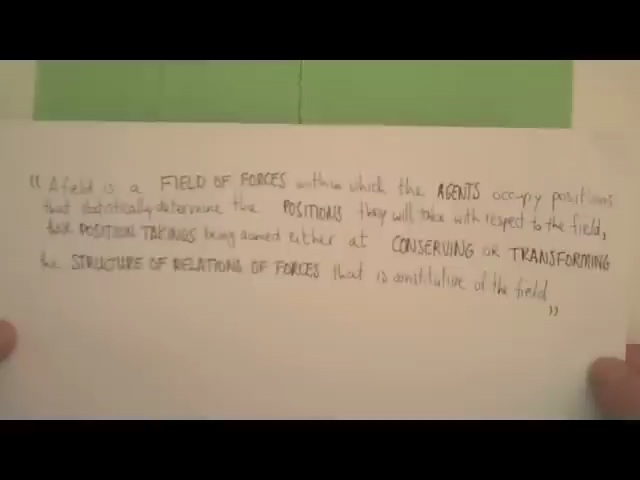 “ A field is a FIELD OF FORCES within which the AGENTS occupy positions
that statistically determine the POSITIONS they will take with respect to the field,
these POSITION TAKINGS being aimed either at CONSERVING or TRANSFORMING
the STRUCTURE OF RELATIONS OF FORCES that is constitutive of the field ”